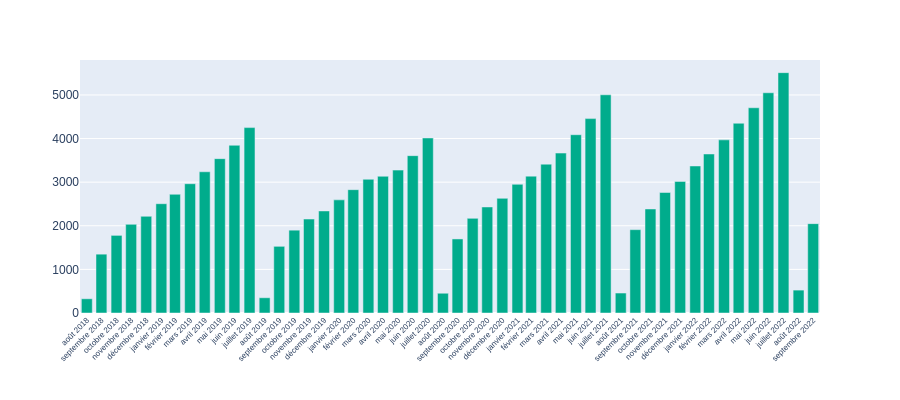 5000
4000
3000
2000
1000
0
août 2018
septembre 2018
octobre 2018
novembre 2018
décembre 2018
janvier 2019
février 2019
mars 2019
avril 2019
mai 2019
juin 2019
juillet 2019
août 2019
septembre 2019
octobre 2019
novembre 2019
décembre 2019
janvier 2020
février 2020
mars 2020
avril 2020
mai 2020
juin 2020
juillet 2020
août 2020
septembre 2020
octobre 2020
novembre 2020
décembre 2020
janvier 2021
février 2021
mars 2021
avril 2021
mai 2021
juin 2021
juillet 2021
août 2021
septembre 2021
octobre 2021
novembre 2021
décembre 2021
janvier 2022
février 2022
mars 2022
avril 2022
mai 2022
juin 2022
juillet 2022
août 2022
septembre 2022